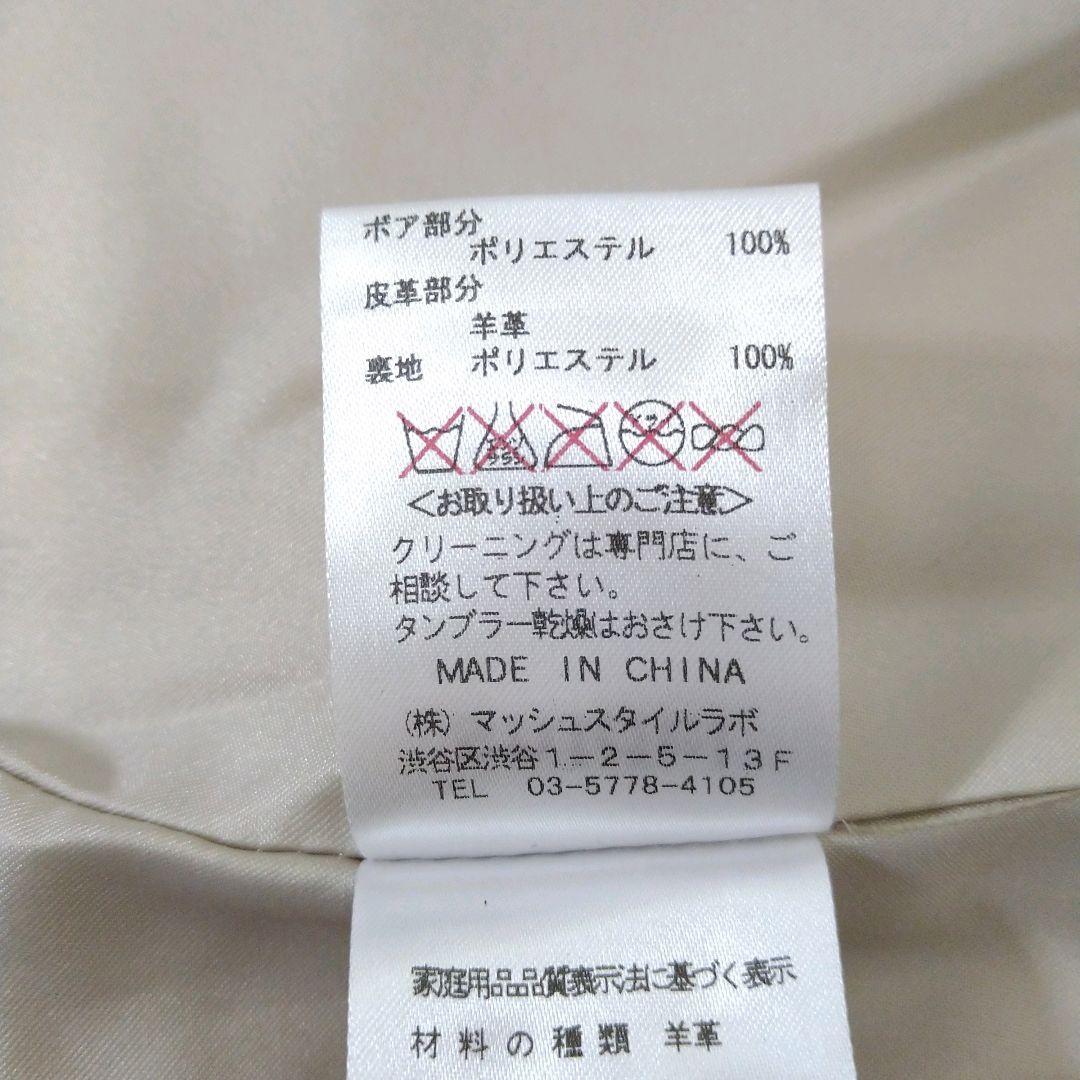 ボア部分
ポリエステル 100%
皮革部分
羊革
裏地 ポリエステル 100%
<お取り扱い上のご注意>
クリーニングは専門店に、ご
相談して下さい。
タンブラー乾燥はおさけ下さい。
MADE IN CHINA
(株) マッシュスタイルラボ
渋谷区渋谷1-2-5-13F
TEL 03-5778-4105
家庭用品品質表示法に基づく表示
材料の種類 羊革